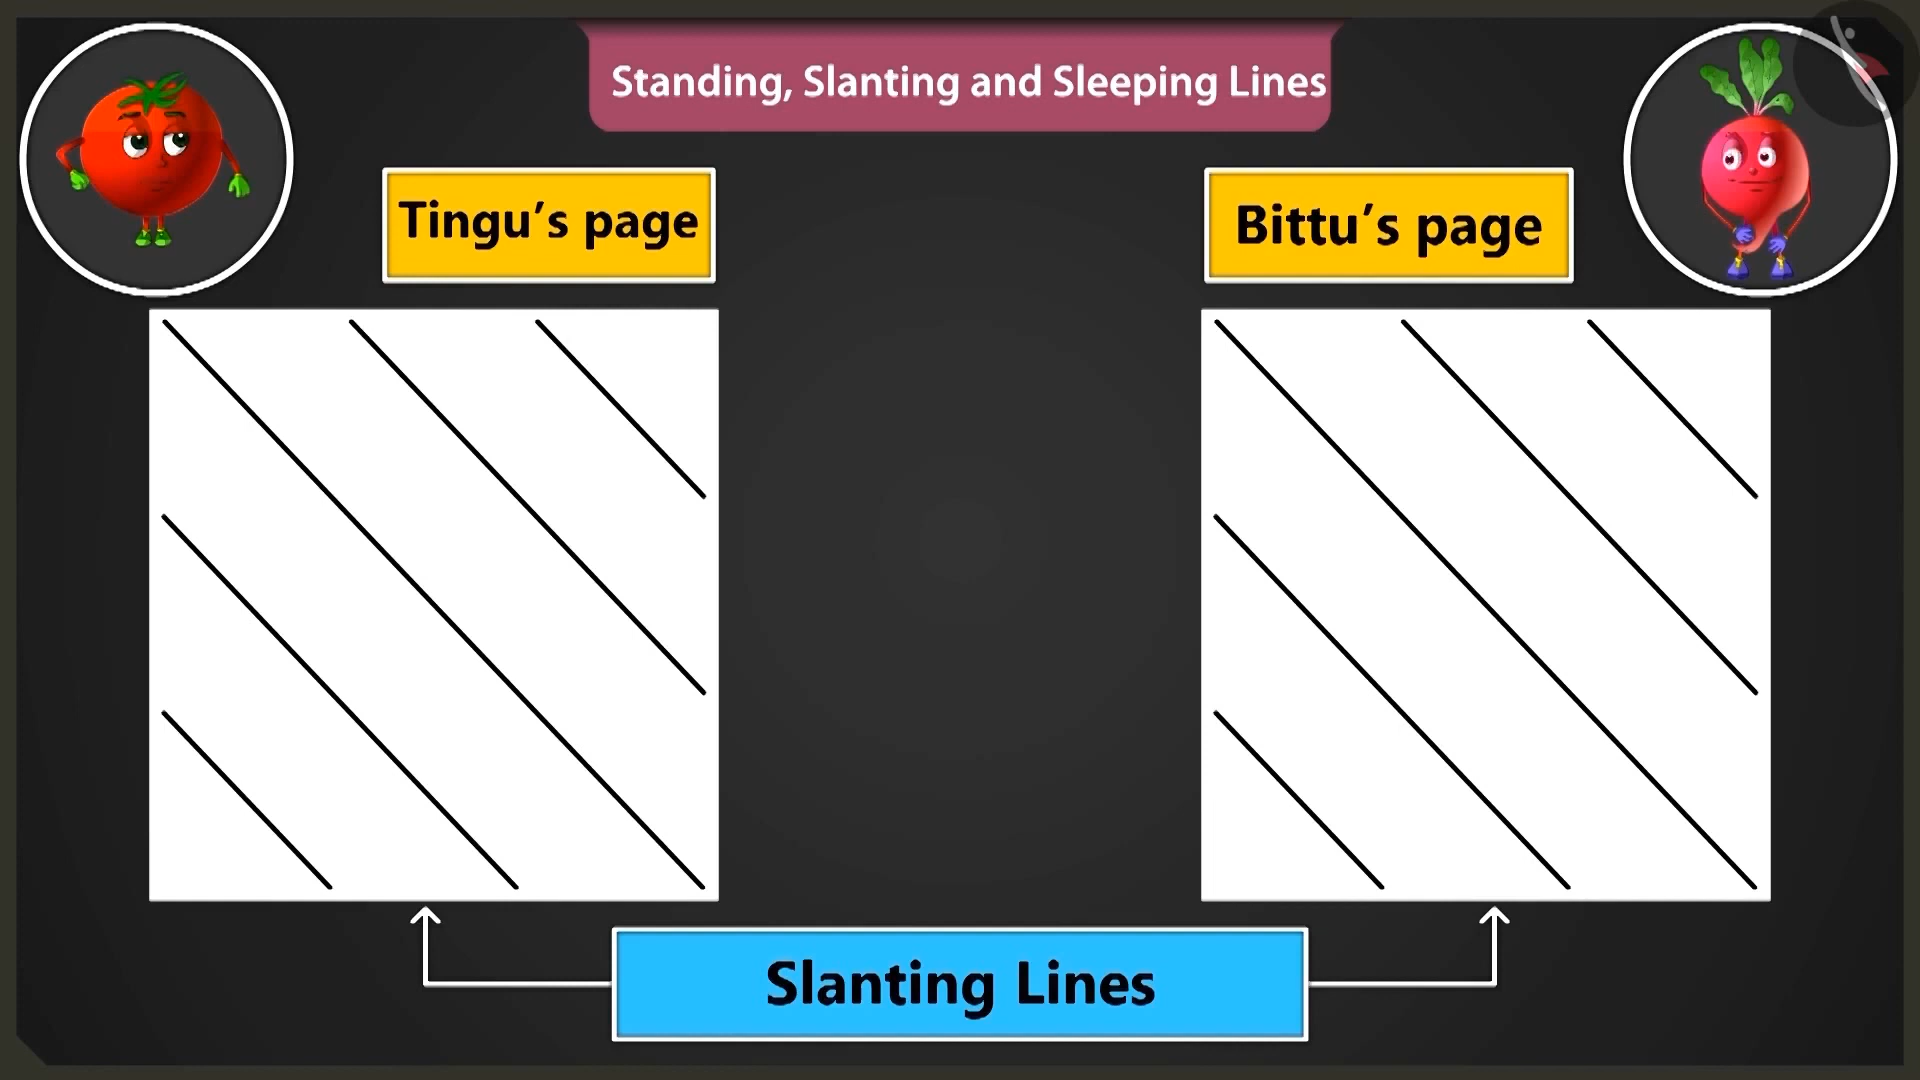 Standing, Slanting and Sleeping Lines
Tingu's page
Bittu's page
Slanting Lines